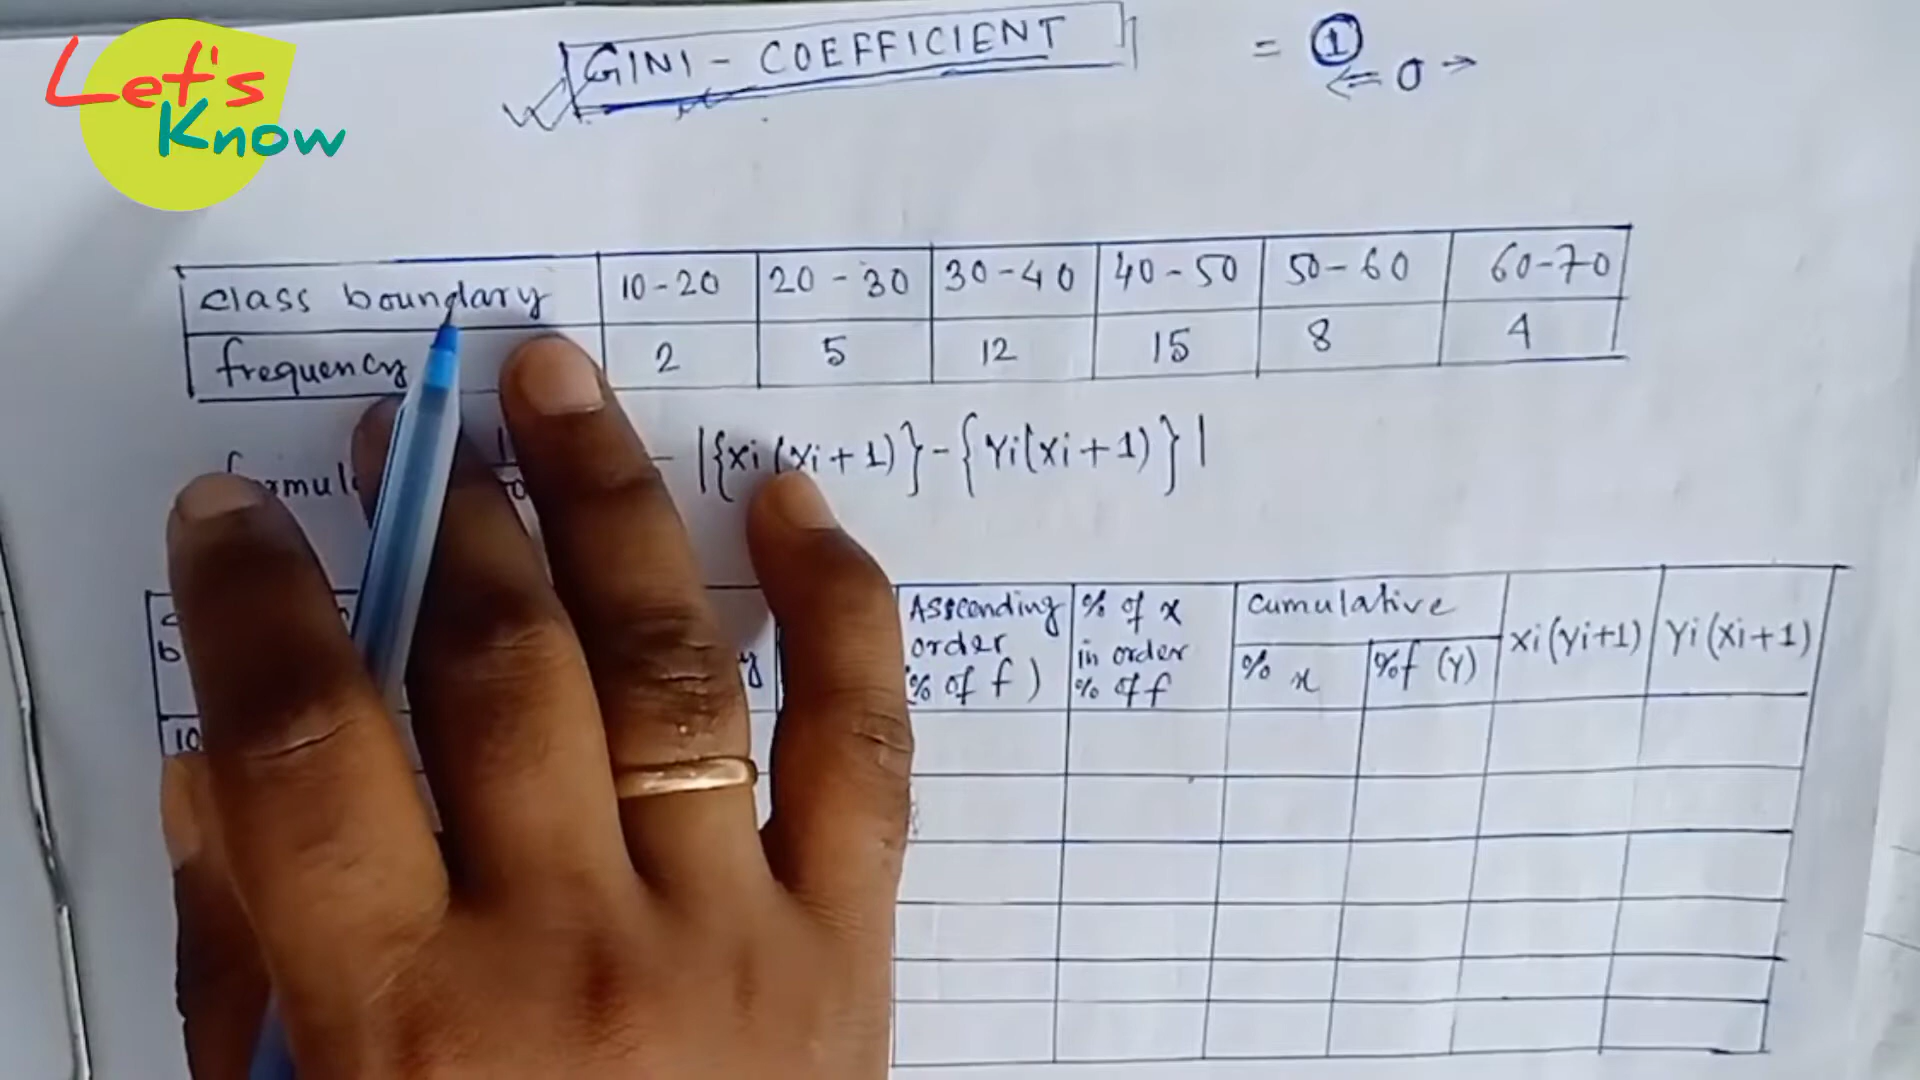 Let's
Know
GINI - COEFFICIENT
= 1
⇐ 0 →
class boundary 10-20 20-30 30-40 40-50 50-60 60-70
frequency 2 5 12 15 8 4
|{xi(Yi+1)}-{Yi(xi+1)}|
Asscending order (% of f) % of x in order % of f cumulative % x %f (Y) xi(yi+1) Yi(xi+1)
10